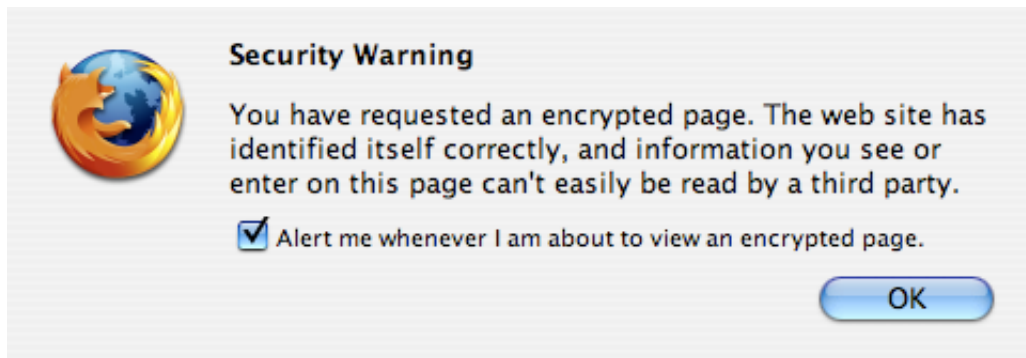 Security Warning
You have requested an encrypted page. The web site has
identified itself correctly, and information you see or
enter on this page can't easily be read by a third party.
Alert me whenever I am about to view an encrypted page.
OK